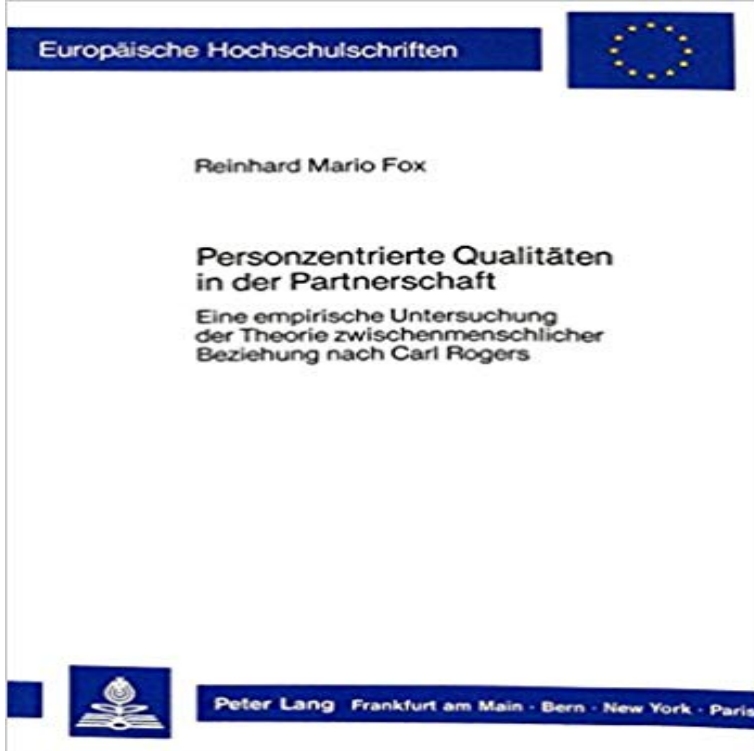 Europäische Hochschulschriften
Reinhard Mario Fox
Personzentrierte Qualitäten
in der Partnerschaft
Eine empirische Untersuchung
der Theorie zwischenmenschlicher
Beziehung nach Carl Rogers
Peter Lang Frankfurt am Main · Bern · New York · Paris